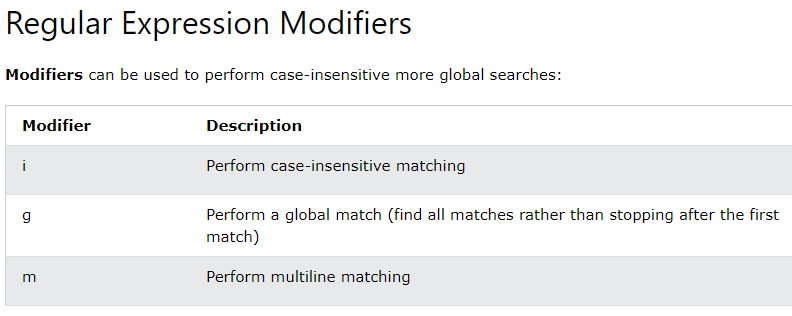 Regular Expression Modifiers
Modifiers can be used to perform case-insensitive more global searches:
Modifier Description
i Perform case-insensitive matching
g Perform a global match (find all matches rather than stopping after the first
match)
m Perform multiline matching